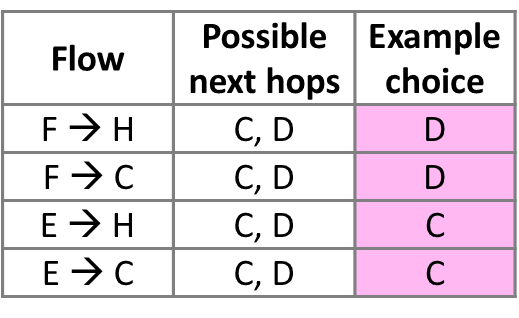 Flow
Possible
next hops
Example
choice
F → H
C, D
D
F → C
C, D
D
E → H
C, D
C
E → C
C, D
C